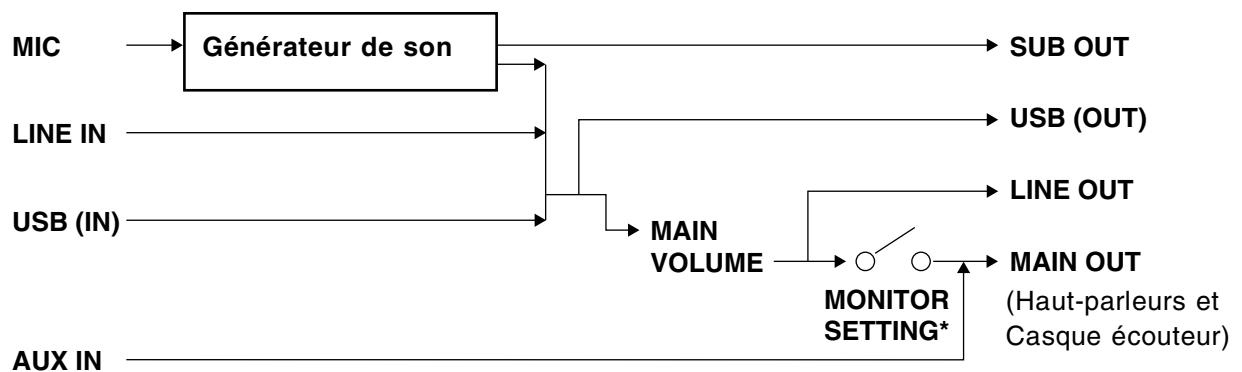 MIC
Générateur de son
SUB OUT
LINE IN
USB (OUT)
LINE OUT
USB (IN)
MAIN
VOLUME
MAIN OUT
(Haut-parleurs et
Casque écouteur)
MONITOR
SETTING*
AUX IN